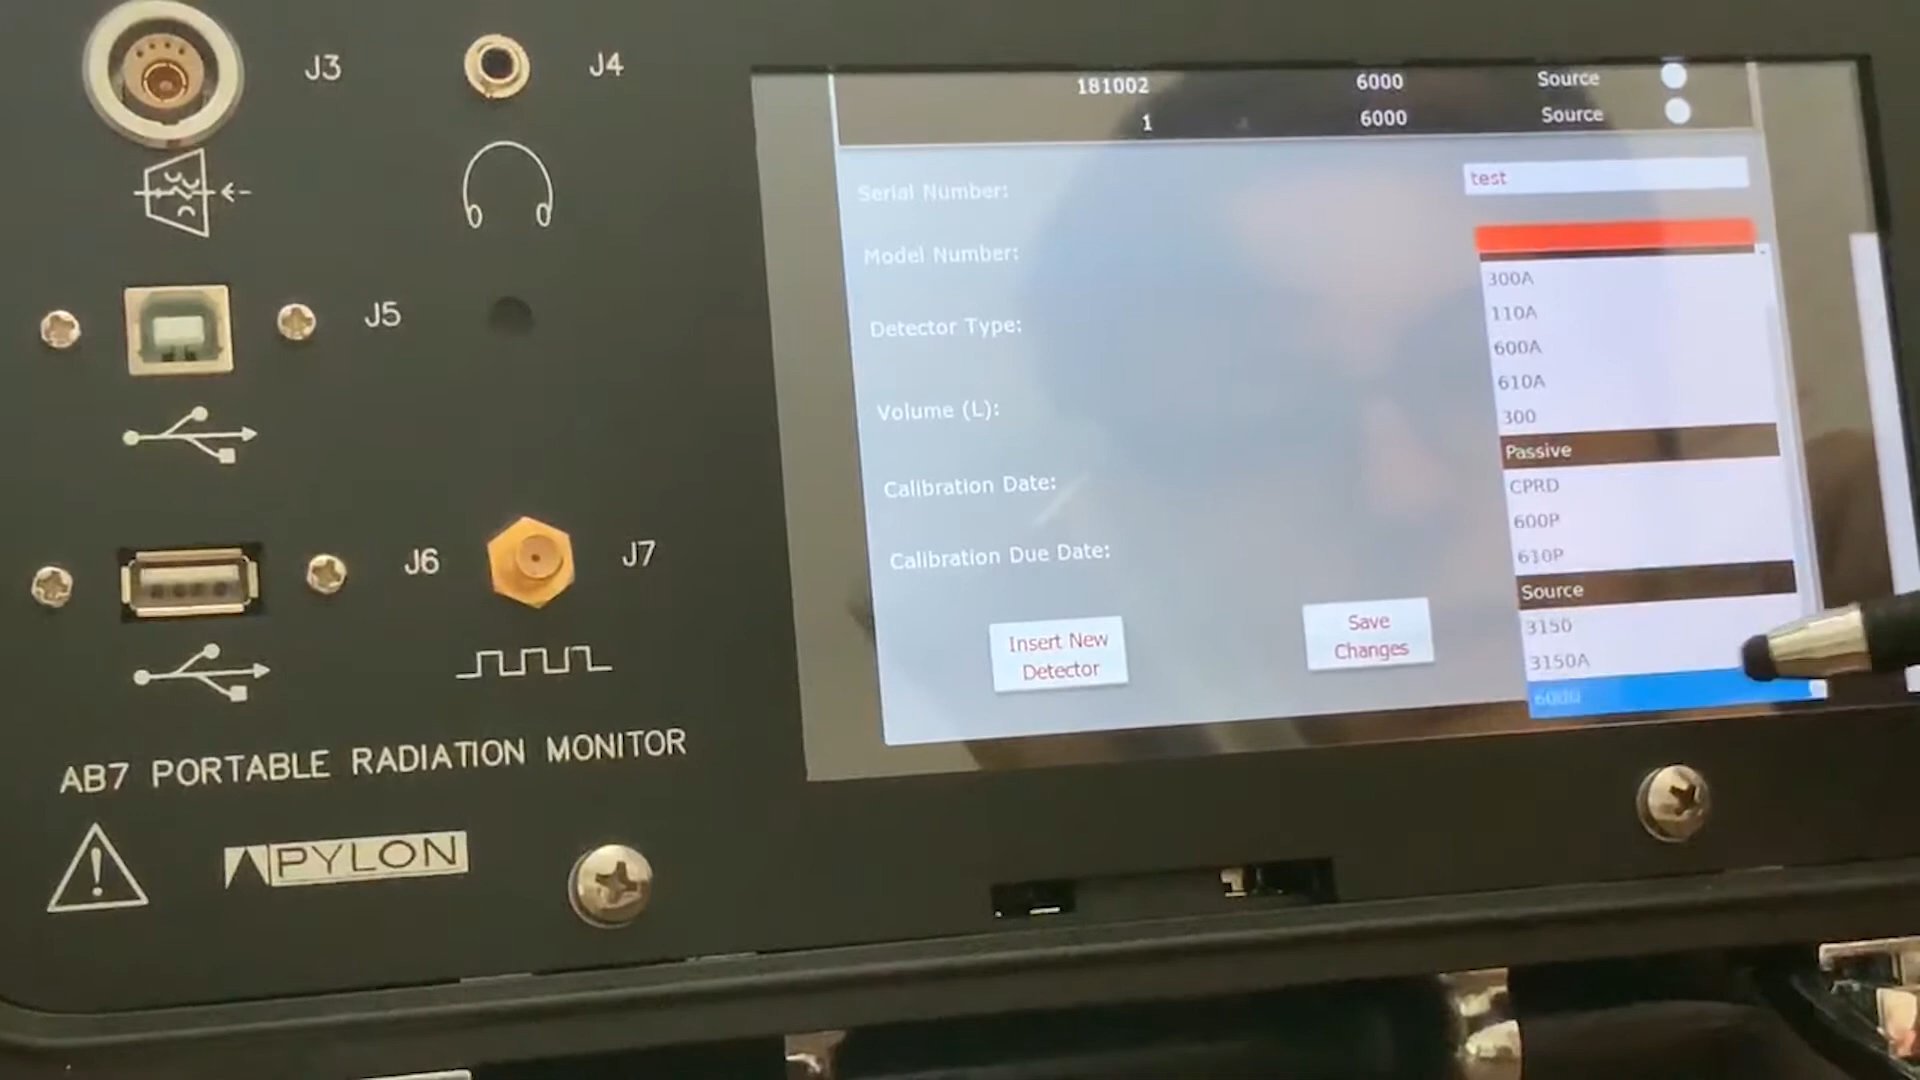 J3
J4
J5
J6
J7
AB7 PORTABLE RADIATION MONITOR
PYLON
181002 6000 Source
1 6000 Source
Serial Number: test
Model Number:
Detector Type:
Volume (L):
Calibration Date:
Calibration Due Date:
Insert New
Detector
Save
Changes
300A
110A
600A
610A
300
Passive
CPRD
600P
610P
Source
3150
3150A
6000